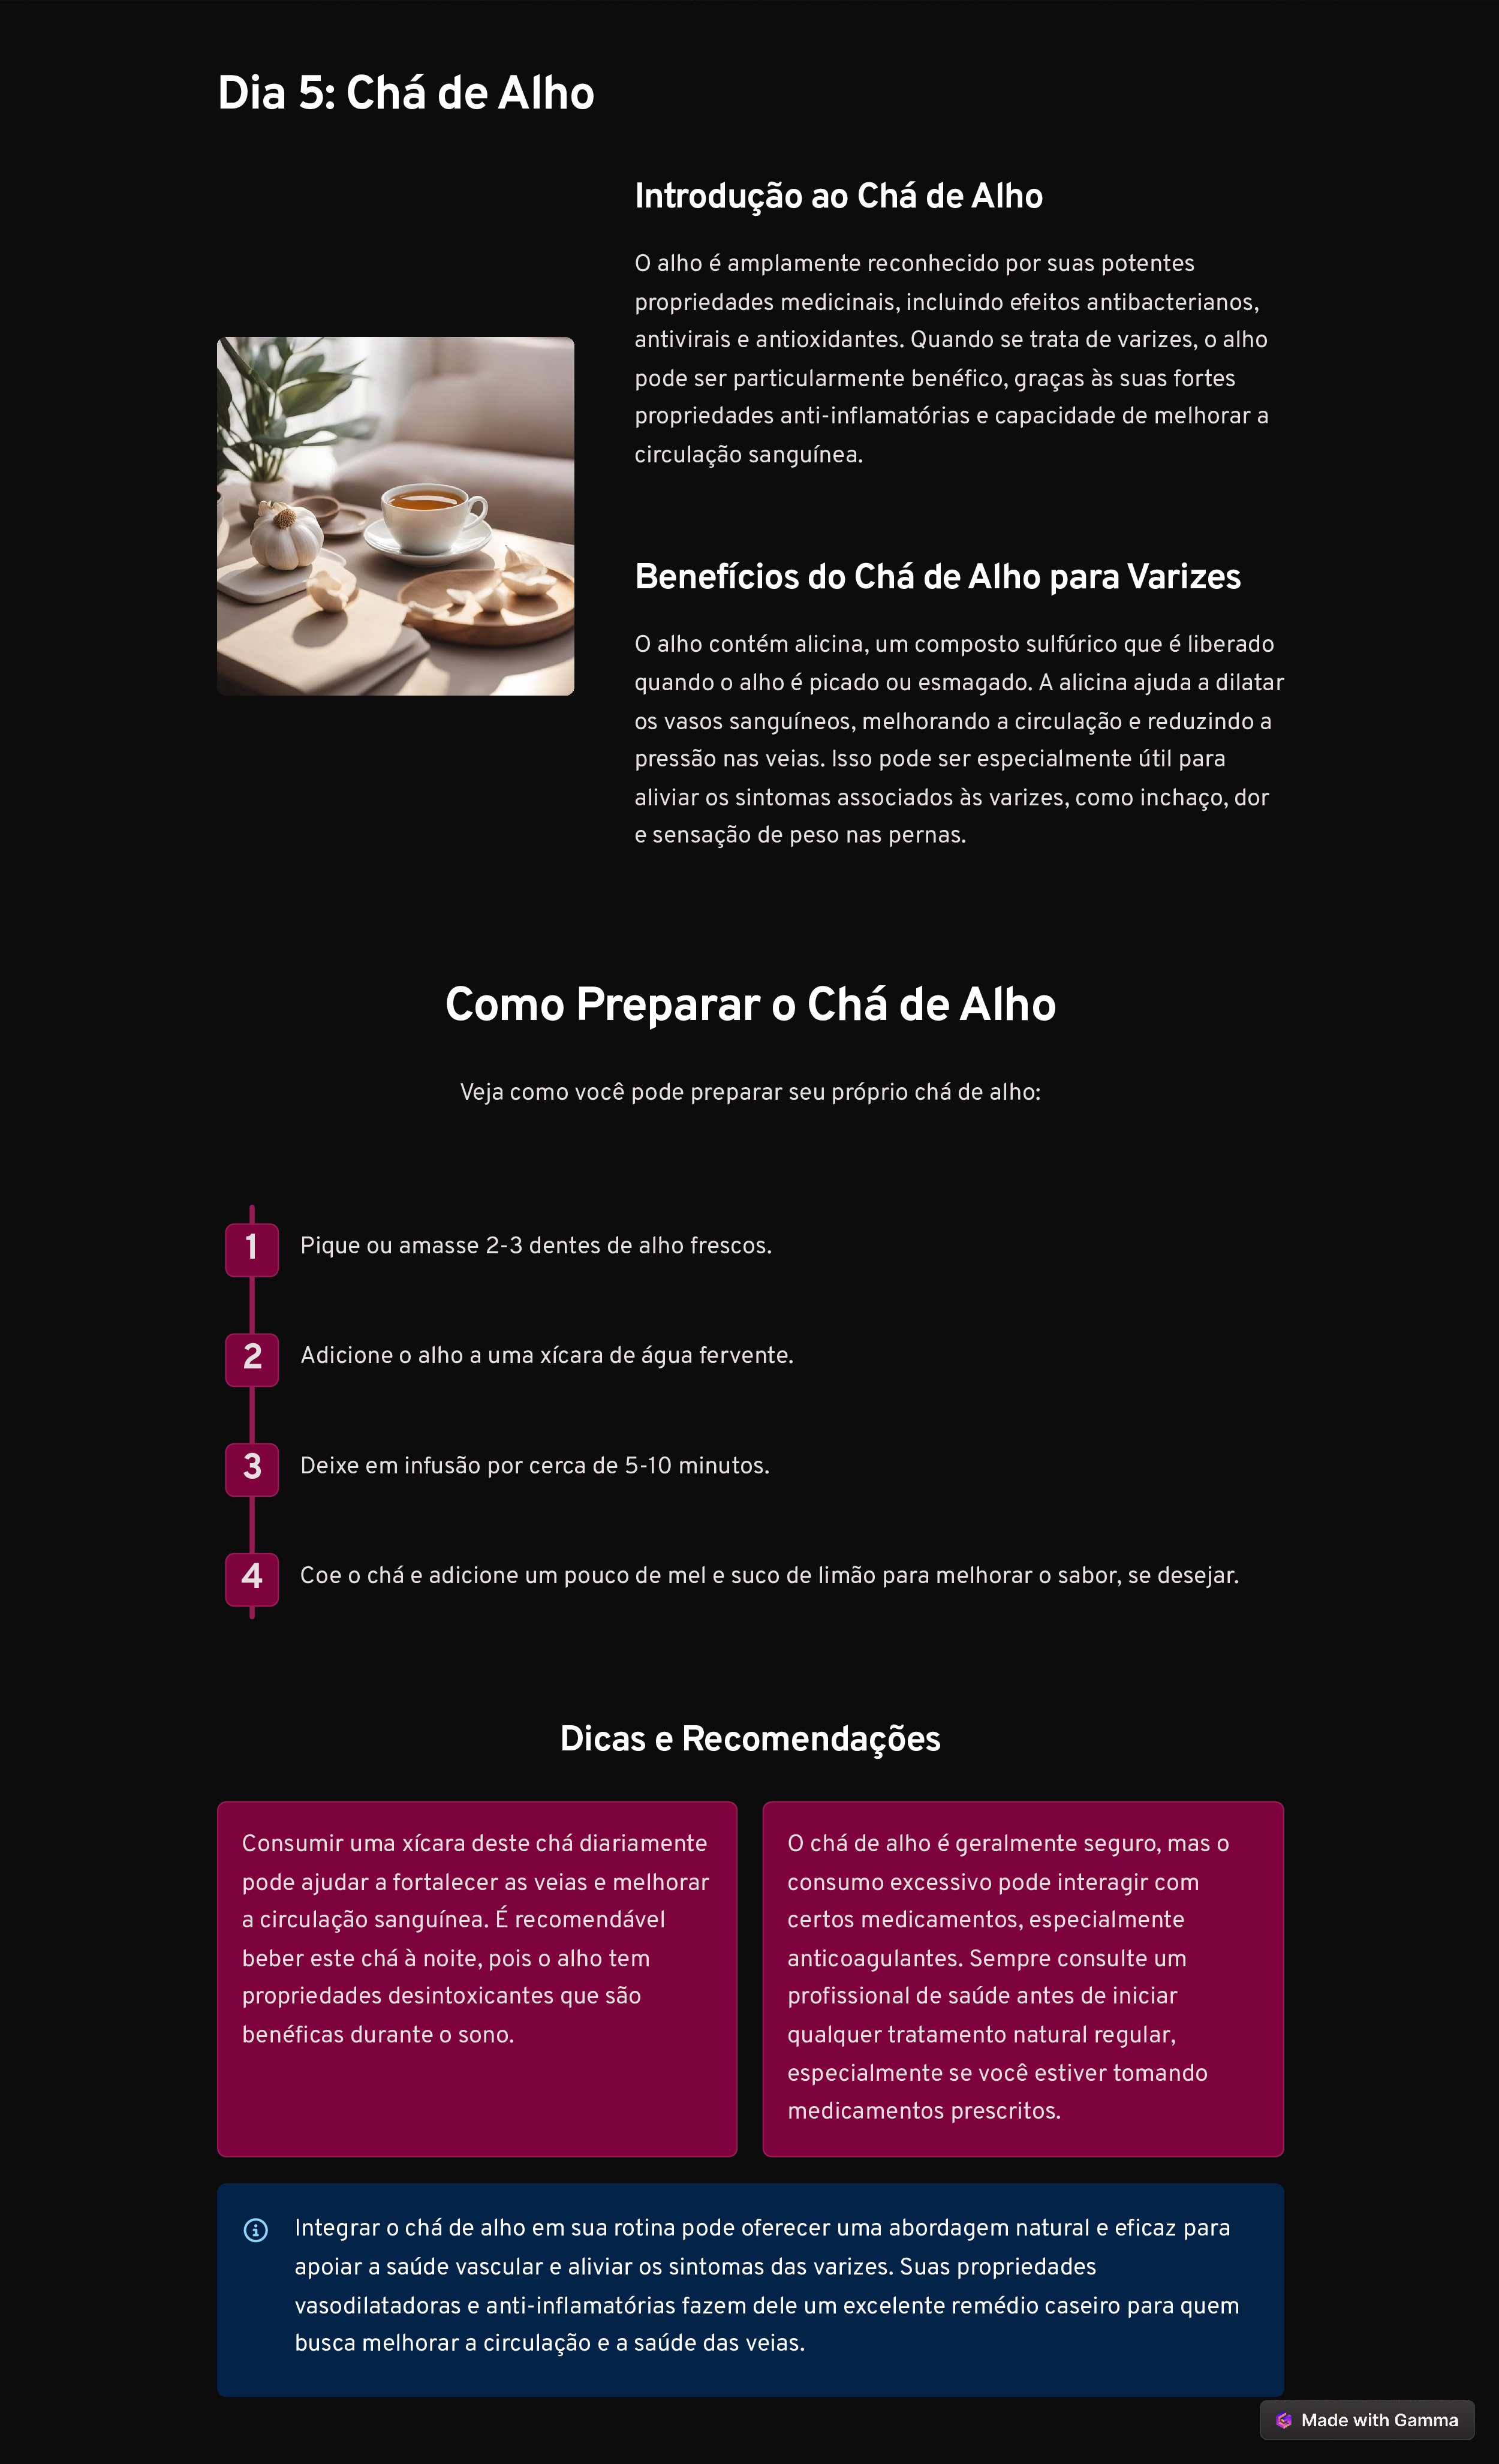 Dia 5: Chá de Alho
Introdução ao Chá de Alho
O alho é amplamente reconhecido por suas potentes
propriedades medicinais, incluindo efeitos antibacterianos,
antivirais e antioxidantes. Quando se trata de varizes, o alho
pode ser particularmente benéfico, graças às suas fortes
propriedades anti-inflamatórias e capacidade de melhorar a
circulação sanguínea.
Benefícios do Chá de Alho para Varizes
O alho contém alicina, um composto sulfúrico que é liberado
quando o alho é picado ou esmagado. A alicina ajuda a dilatar
os vasos sanguíneos, melhorando a circulação e reduzindo a
pressão nas veias. Isso pode ser especialmente útil para
aliviar os sintomas associados às varizes, como inchaço, dor
e sensação de peso nas pernas.
Como Preparar o Chá de Alho
Veja como você pode preparar seu próprio chá de alho:
1 Pique ou amasse 2-3 dentes de alho frescos.
2 Adicione o alho a uma xícara de água fervente.
3 Deixe em infusão por cerca de 5-10 minutos.
4 Coe o chá e adicione um pouco de mel e suco de limão para melhorar o sabor, se desejar.
Dicas e Recomendações
Consumir uma xícara deste chá diariamente
pode ajudar a fortalecer as veias e melhorar
a circulação sanguínea. É recomendável
beber este chá à noite, pois o alho tem
propriedades desintoxicantes que são
benéficas durante o sono.
O chá de alho é geralmente seguro, mas o
consumo excessivo pode interagir com
certos medicamentos, especialmente
anticoagulantes. Sempre consulte um
profissional de saúde antes de iniciar
qualquer tratamento natural regular,
especialmente se você estiver tomando
medicamentos prescritos.
Integrar o chá de alho em sua rotina pode oferecer uma abordagem natural e eficaz para
apoiar a saúde vascular e aliviar os sintomas das varizes. Suas propriedades
vasodilatadoras e anti-inflamatórias fazem dele um excelente remédio caseiro para quem
busca melhorar a circulação e a saúde das veias.
Made with Gamma